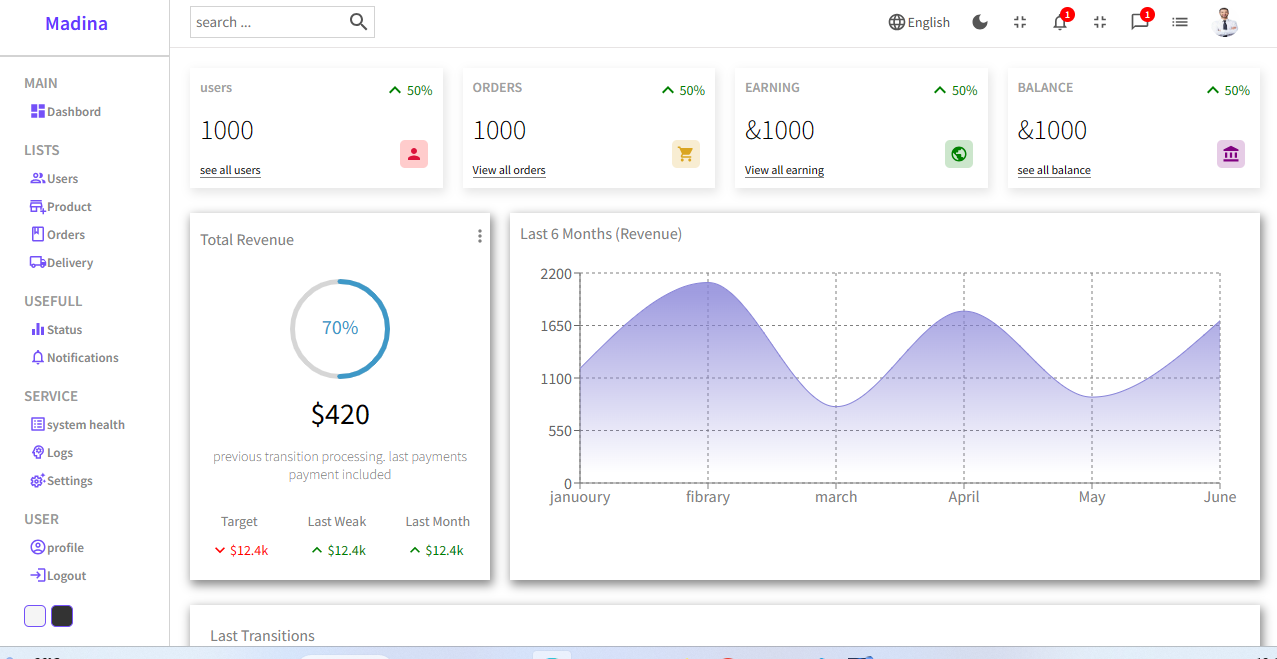 Madina
search ...
English
1
1
MAIN
Dashbord
LISTS
Users
Product
Orders
Delivery
USEFULL
Status
Notifications
SERVICE
system health
Logs
Settings
USER
profile
Logout
users
50%
1000
see all users
ORDERS
50%
1000
View all orders
EARNING
50%
&1000
View all earning
BALANCE
50%
&1000
see all balance
Total Revenue
70%
$420
previous transition processing. last payments
payment included
Target Last Weak Last Month
$12.4k $12.4k $12.4k
Last 6 Months (Revenue)
2200
1650
1100
550
0
januoury fibrary march April May June
Last Transitions